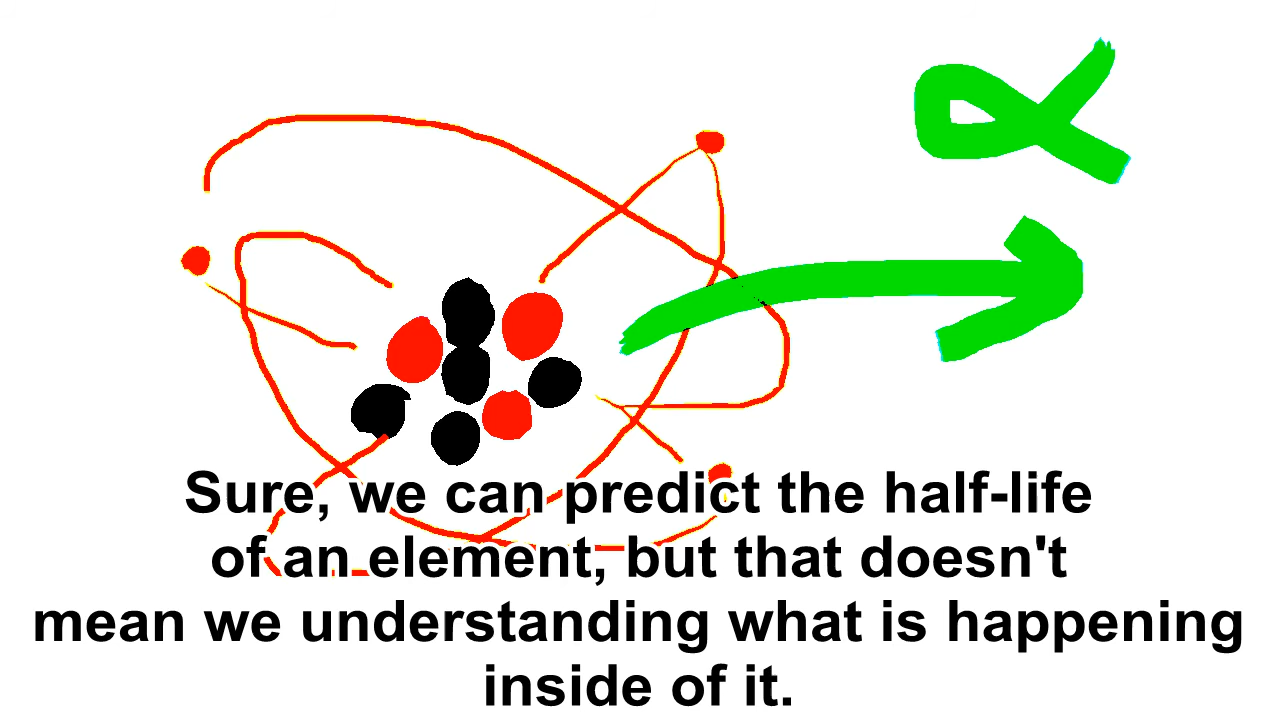 α
Sure, we can predict the half-life
of an element, but that doesn't
mean we understanding what is happening
inside of it.